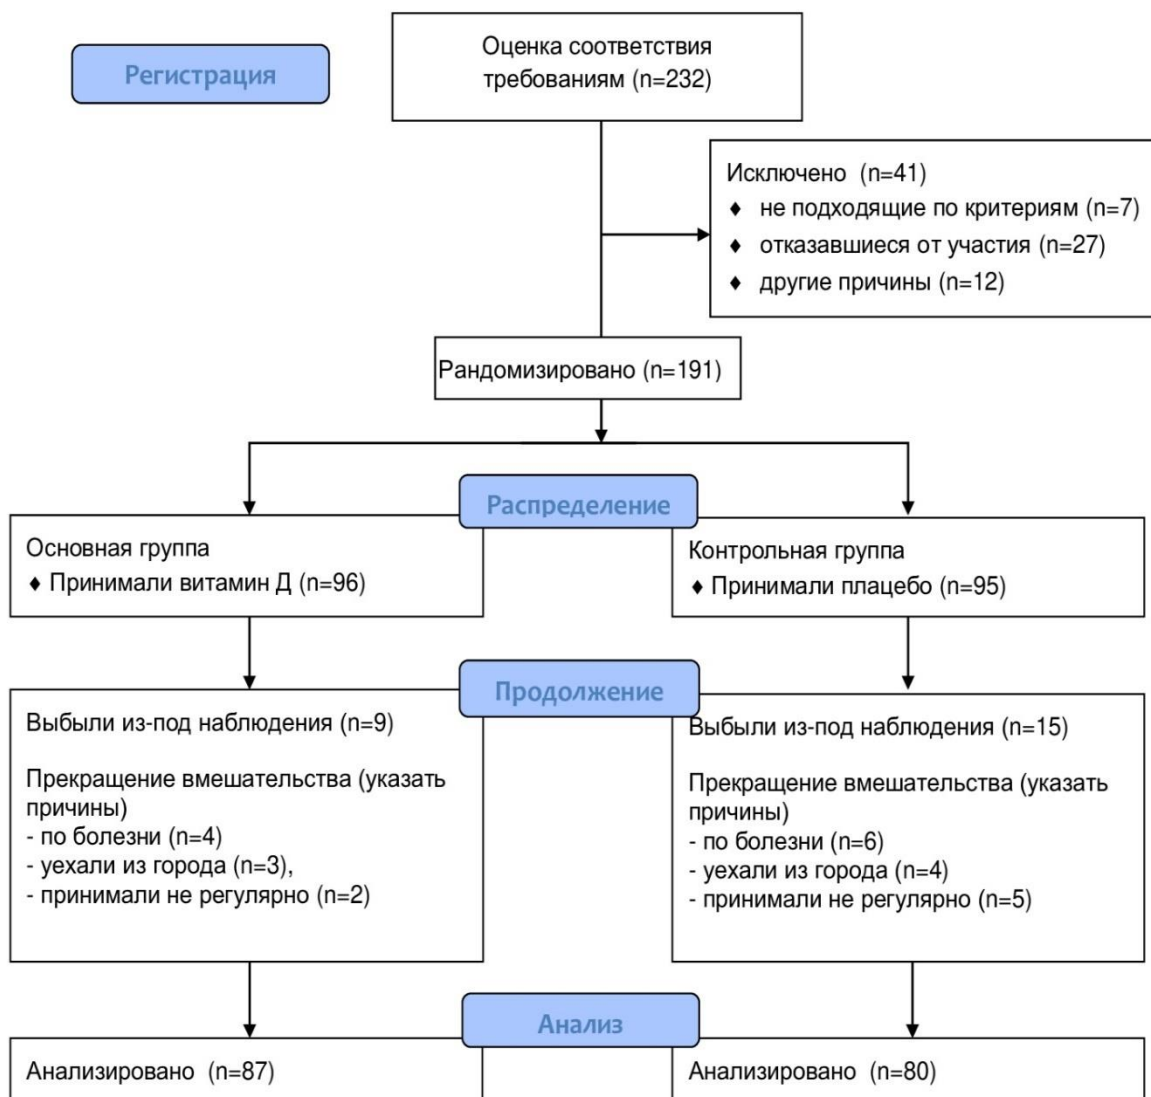 Регистрация
Оценка соответствия
требованиям (n=232)
Исключено (n=41)
♦ не подходящие по критериям (n=7)
♦ отказавшиеся от участия (n=27)
♦ другие причины (n=12)
Рандомизировано (n=191)
Распределение
Основная группа
♦ Принимали витамин Д (n=96)
Контрольная группа
♦ Принимали плацебо (n=95)
Продолжение
Выбыли из-под наблюдения (n=9)
Прекращение вмешательства (указать
причины)
- по болезни (n=4)
- уехали из города (n=3),
- принимали не регулярно (n=2)
Выбыли из-под наблюдения (n=15)
Прекращение вмешательства (указать
причины)
- по болезни (n=6)
- уехали из города (n=4)
- принимали не регулярно (n=5)
Анализ
Анализировано (n=87)
Анализировано (n=80)